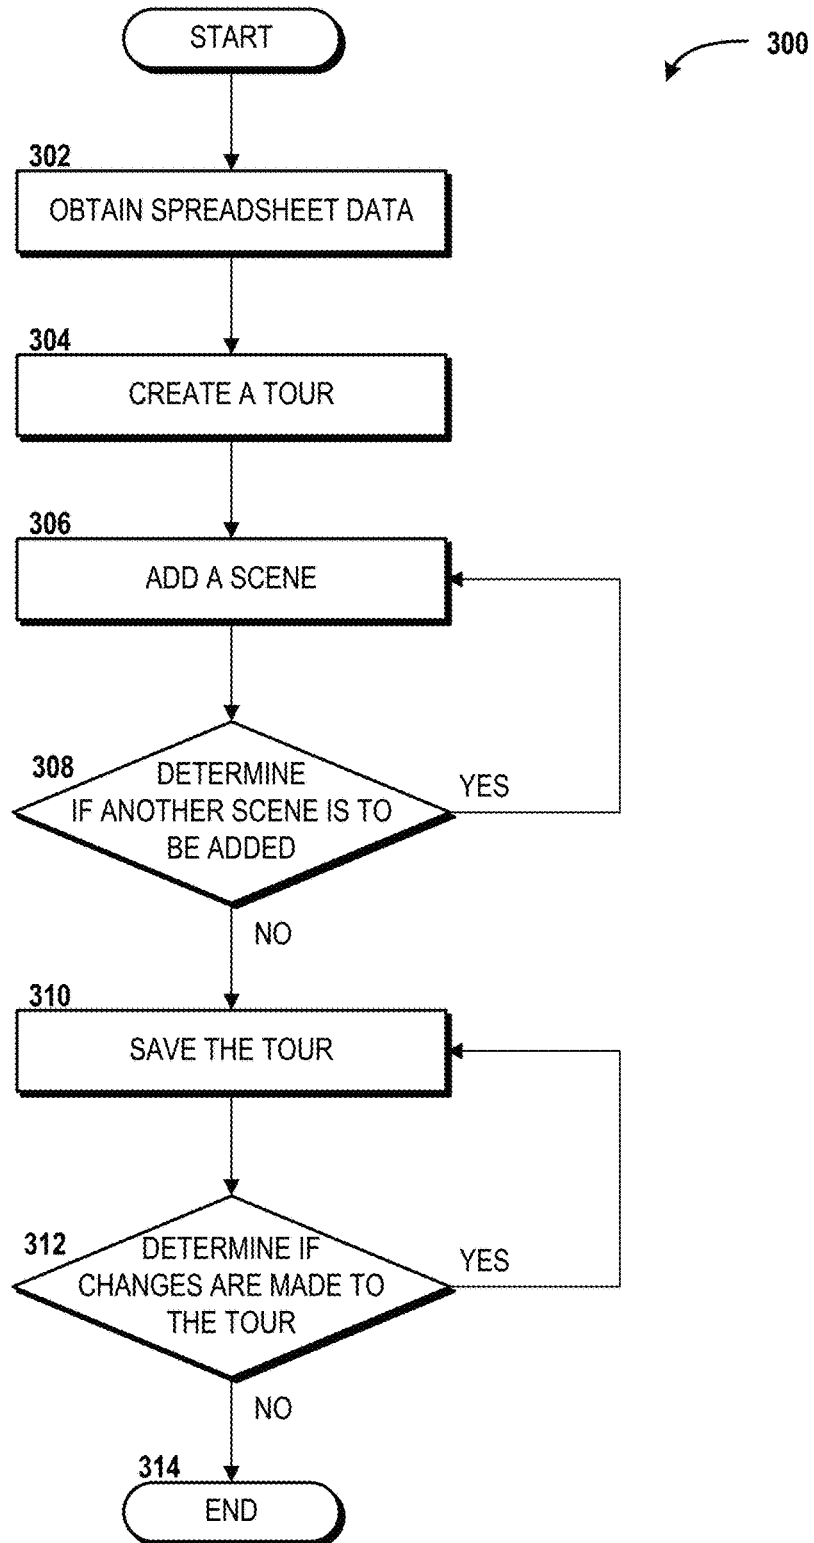 START
300
302
OBTAIN SPREADSHEET DATA
304
CREATE A TOUR
306
ADD A SCENE
308
DETERMINE
IF ANOTHER SCENE IS TO
BE ADDED
YES
NO
310
SAVE THE TOUR
312
DETERMINE IF
CHANGES ARE MADE TO
THE TOUR
YES
NO
314
END